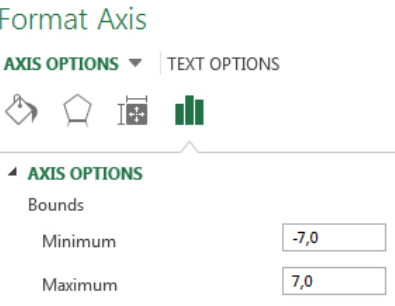 Format Axis
AXIS OPTIONS TEXT OPTIONS
AXIS OPTIONS
Bounds
Minimum -7,0
Maximum 7,0